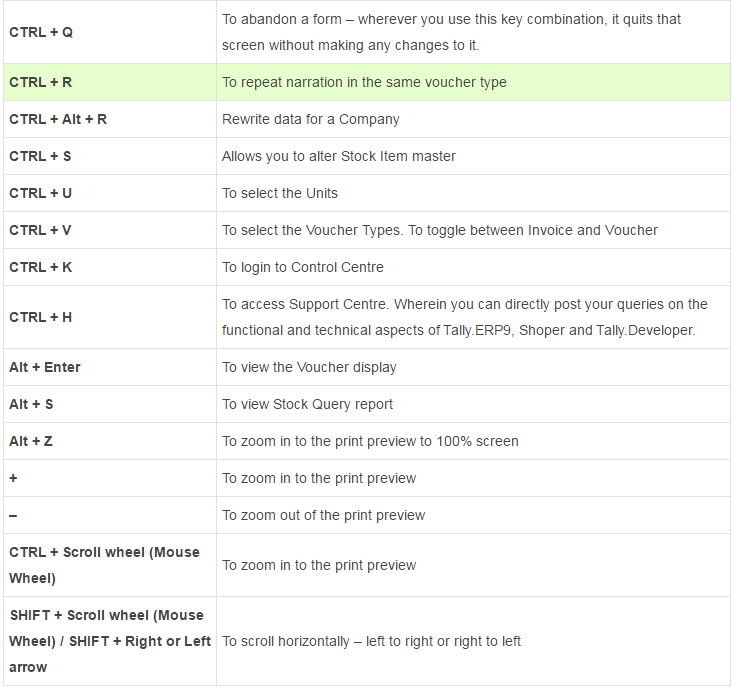 CTRL + Q
To abandon a form – wherever you use this key combination, it quits that
screen without making any changes to it.
CTRL + R
To repeat narration in the same voucher type
CTRL + Alt + R
Rewrite data for a Company
CTRL + S
Allows you to alter Stock Item master
CTRL + U
To select the Units
CTRL + V
To select the Voucher Types. To toggle between Invoice and Voucher
CTRL + K
To login to Control Centre
CTRL + H
To access Support Centre. Wherein you can directly post your queries on the
functional and technical aspects of Tally.ERP9, Shoper and Tally.Developer.
Alt + Enter
To view the Voucher display
Alt + S
To view Stock Query report
Alt + Z
To zoom in to the print preview to 100% screen
+
To zoom in to the print preview
–
To zoom out of the print preview
CTRL + Scroll wheel (Mouse
Wheel)
To zoom in to the print preview
SHIFT + Scroll wheel (Mouse
Wheel) / SHIFT + Right or Left
arrow
To scroll horizontally – left to right or right to left